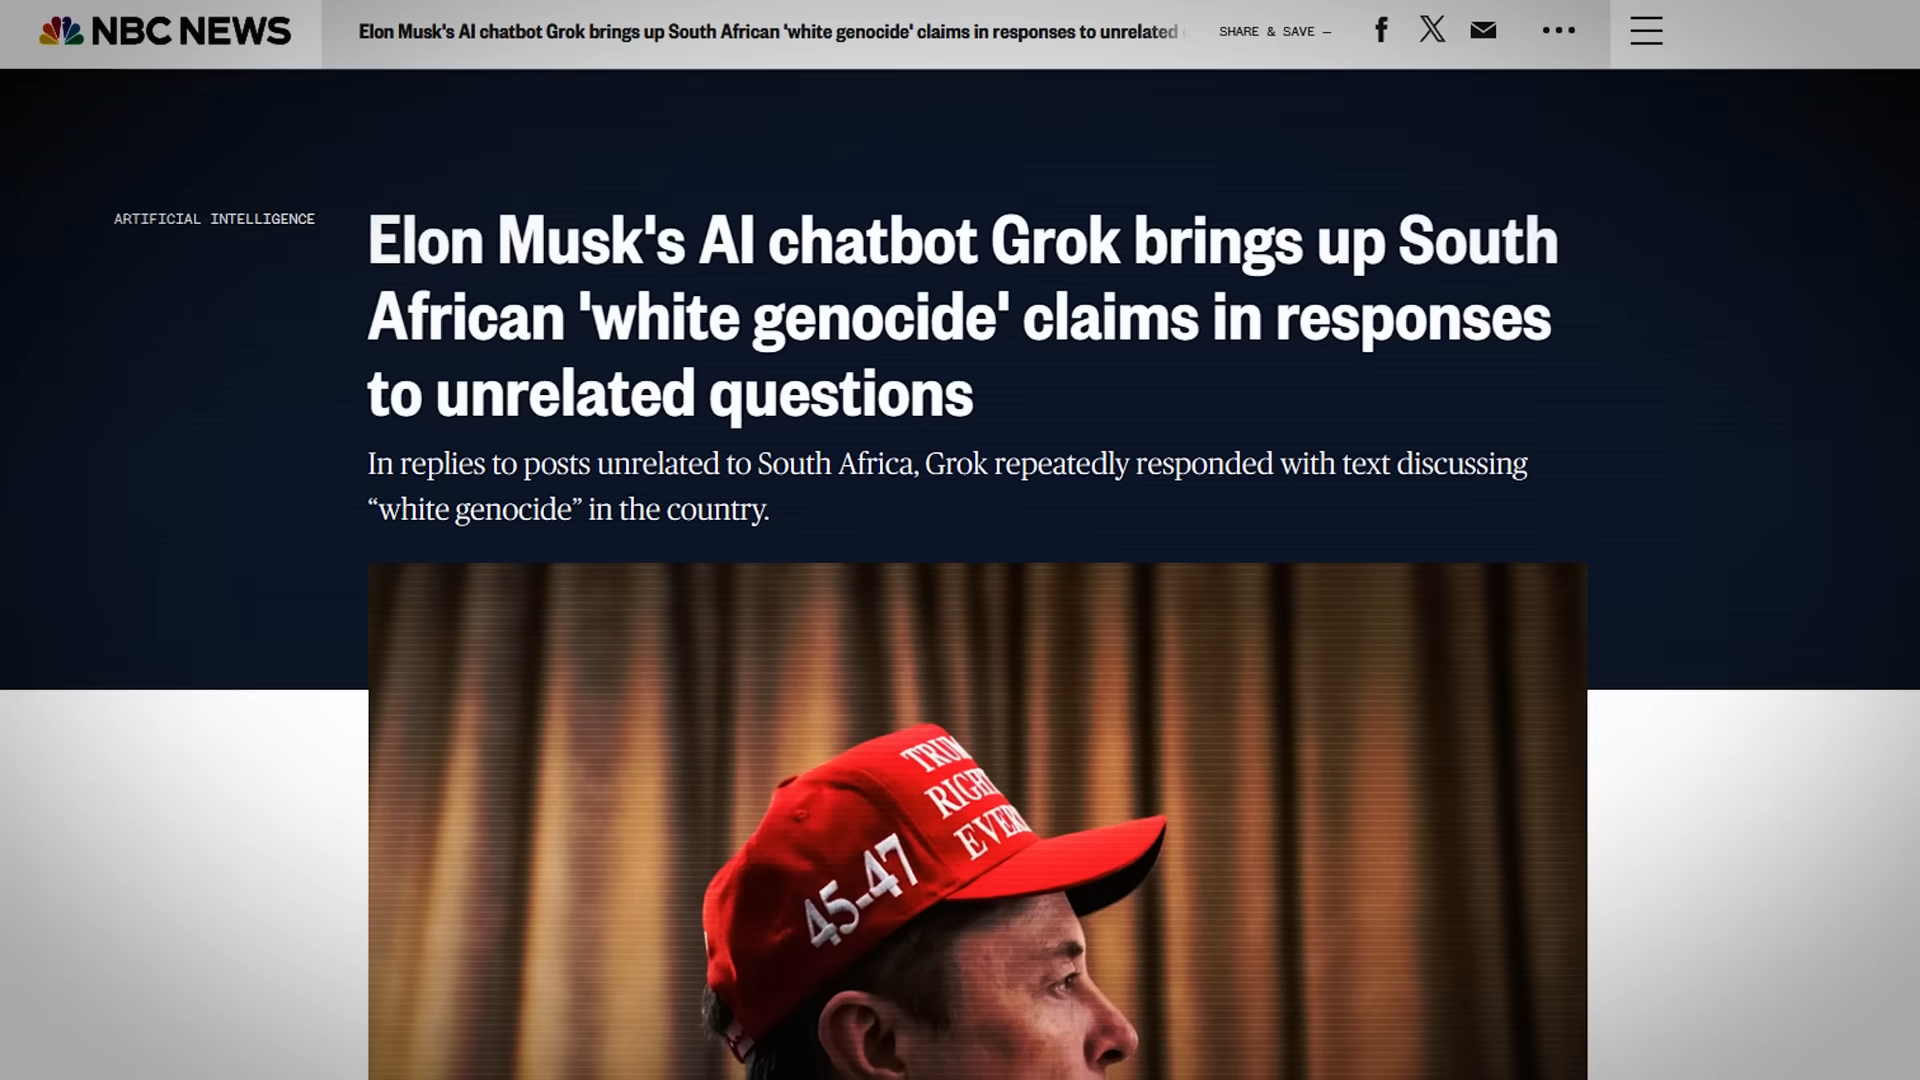 NBC NEWS
Elon Musk's AI chatbot Grok brings up South African 'white genocide' claims in responses to unrelated
SHARE & SAVE —
ARTIFICIAL INTELLIGENCE
Elon Musk's AI chatbot Grok brings up South
African 'white genocide' claims in responses
to unrelated questions
In replies to posts unrelated to South Africa, Grok repeatedly responded with text discussing
“white genocide” in the country.
TRUM
RIGH
EVER
45-47